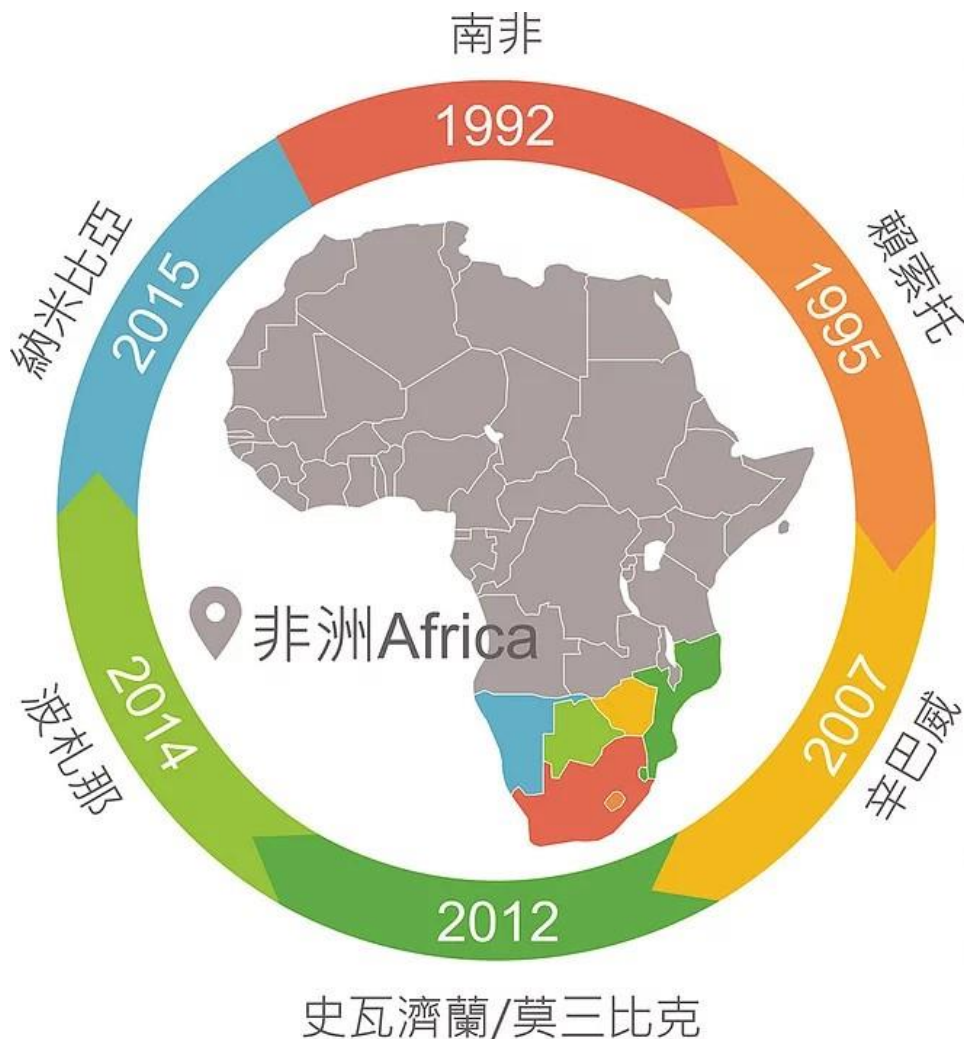 南非
1992
賴索托
1995
辛巴威
2007
史瓦濟蘭/莫三比克
2012
波札那
2014
納米比亞
2015
非洲Africa